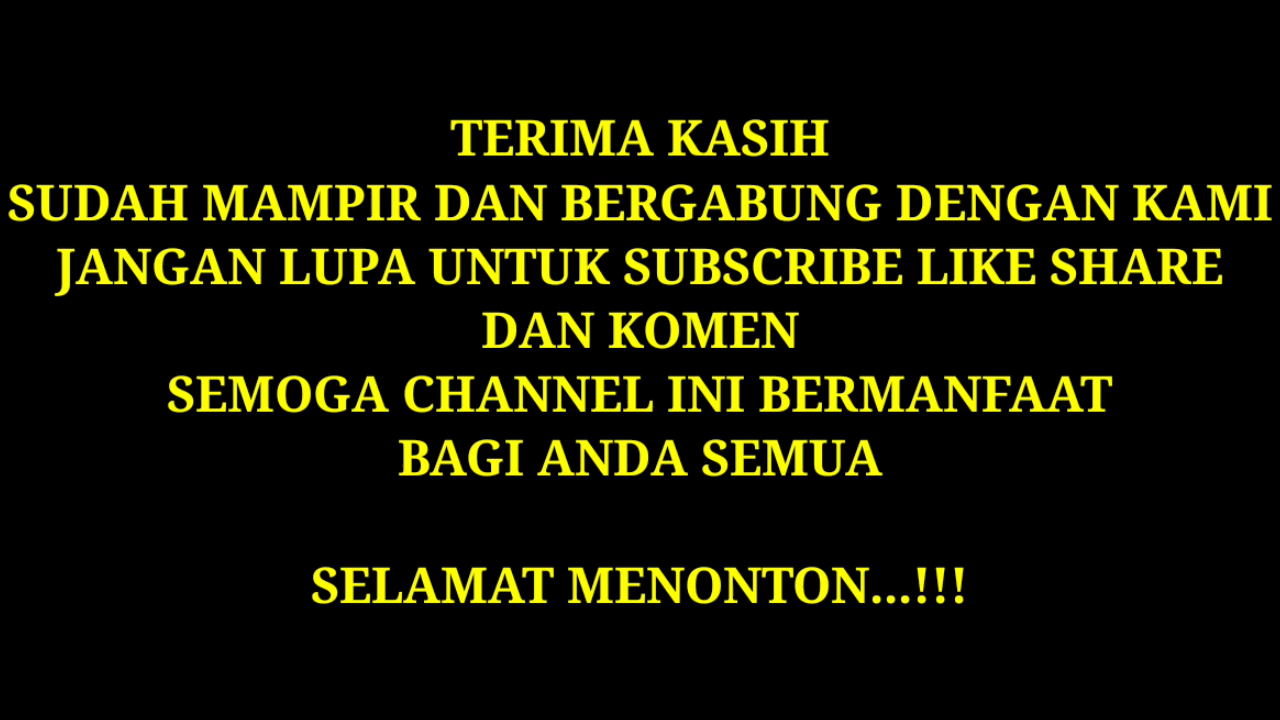 TERIMA KASIH
SUDAH MAMPIR DAN BERGABUNG DENGAN KAMI
JANGAN LUPA UNTUK SUBSCRIBE LIKE SHARE
DAN KOMEN
SEMOGA CHANNEL INI BERMANFAAT
BAGI ANDA SEMUA
SELAMAT MENONTON...!!!